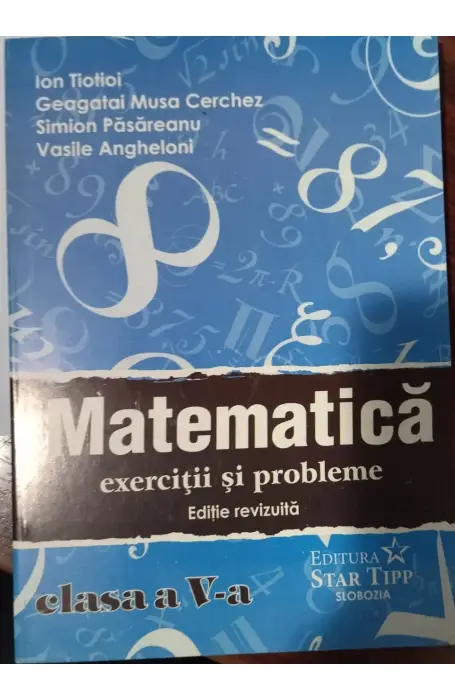 Ion Tiotioi
Geagatai Musa Cerchez
Simion Păsăreanu
Vasile Angheloni
Matematică
exerciţii şi probleme
Ediţie revizuită
clasa a V-a
EDITURA
STAR TIPP
SLOBOZIA